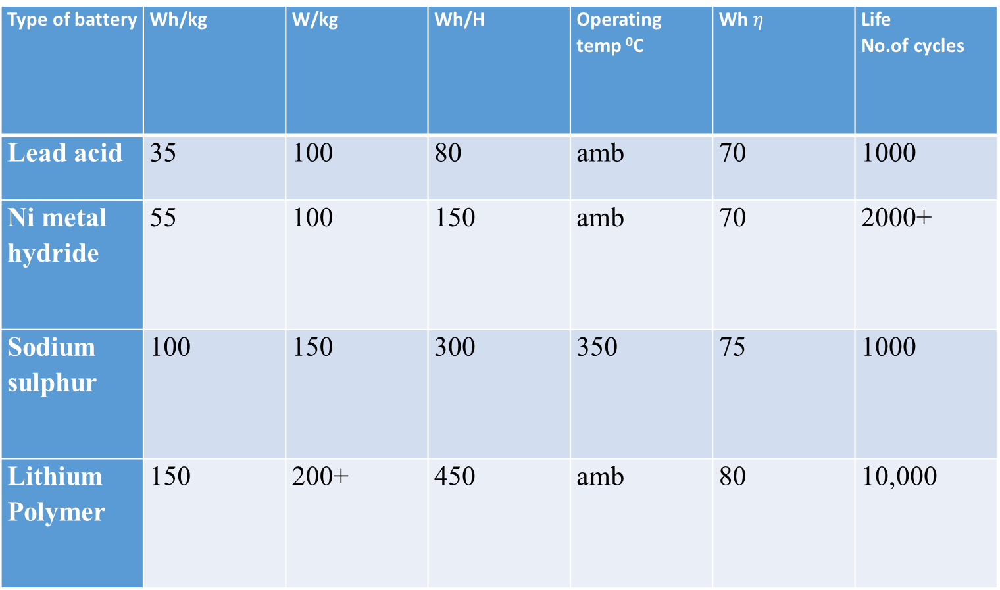 Type of battery Wh/kg W/kg Wh/H Operating temp ⁰C Wh η Life No.of cycles
Lead acid 35 100 80 amb 70 1000
Ni metal hydride 55 100 150 amb 70 2000+
Sodium sulphur 100 150 300 350 75 1000
Lithium Polymer 150 200+ 450 amb 80 10,000